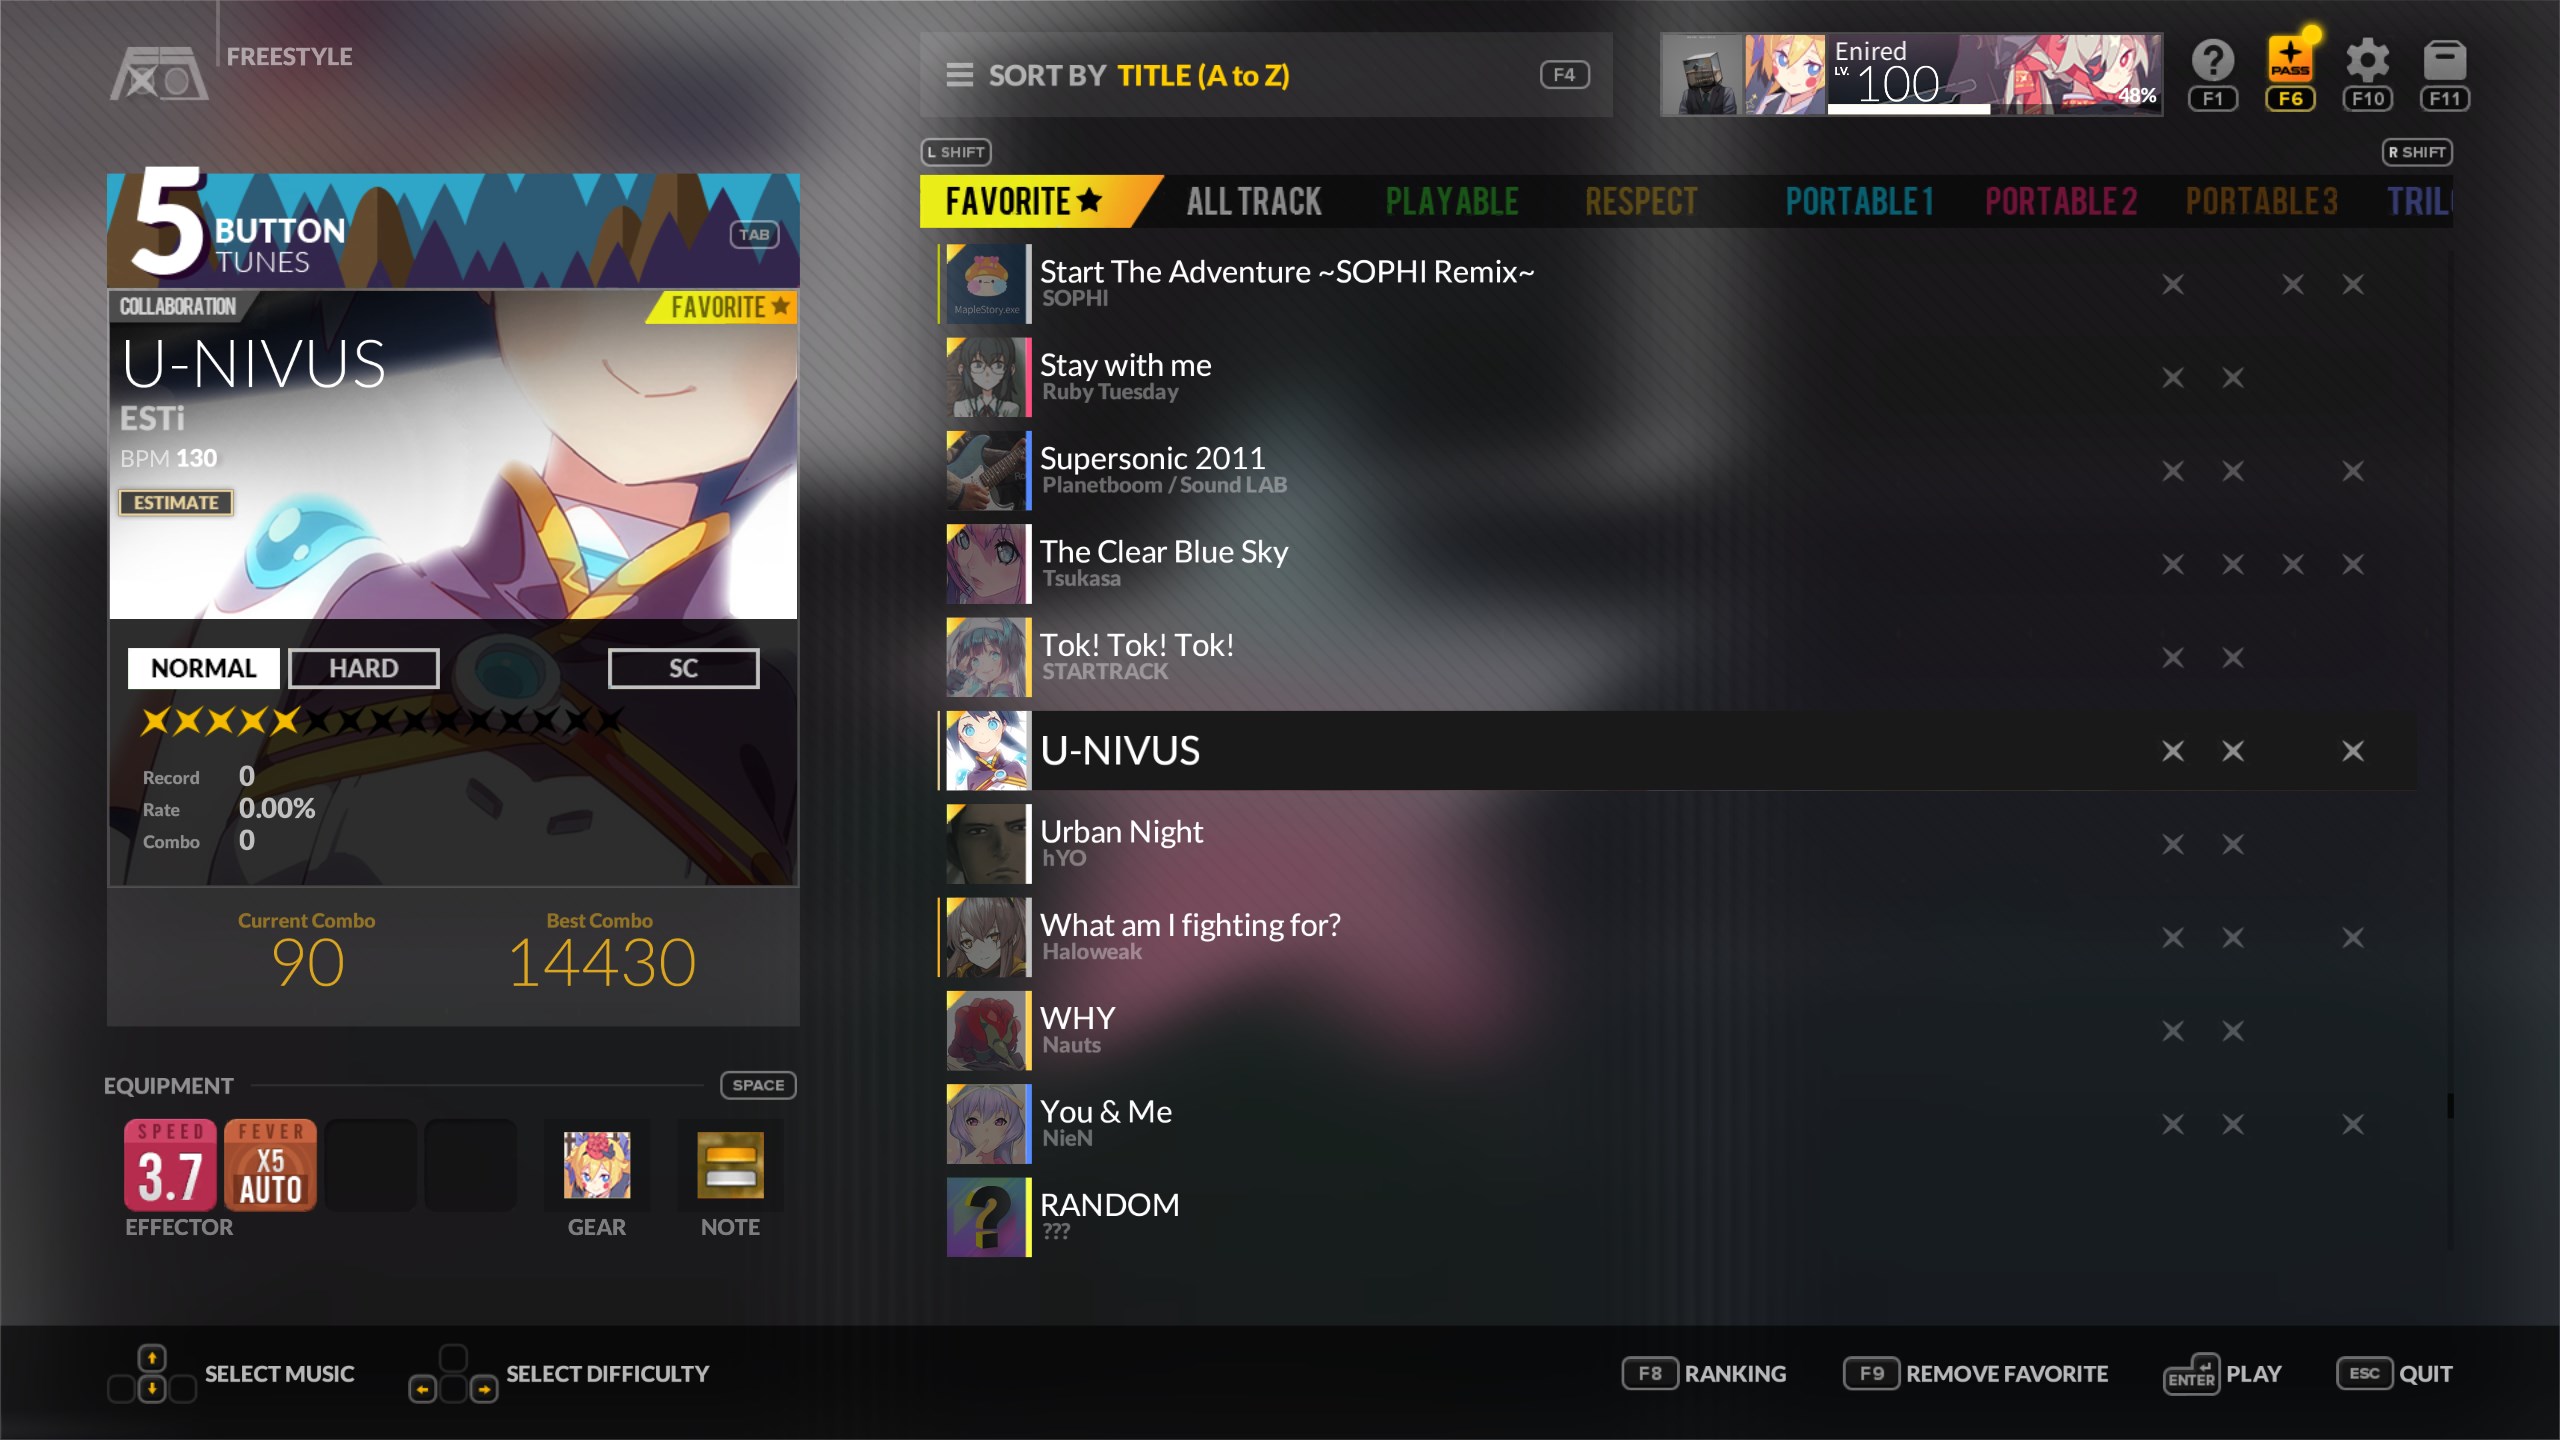 FREESTYLE
SORT BY TITLE (A to Z)
F4
Enired
LV. 100
48%
PASS
F1
F6
F10
F11
L SHIFT
R SHIFT
FAVORITE
ALL TRACK
PLAYABLE
RESPECT
PORTABLE 1
PORTABLE 2
PORTABLE 3
TRIL
5 BUTTON
TUNES
TAB
COLLABORATION
FAVORITE
U-NIVUS
ESTi
BPM 130
ESTIMATE
NORMAL
HARD
SC
Record 0
Rate 0.00%
Combo 0
Current Combo
90
Best Combo
14430
EQUIPMENT
SPACE
SPEED
3.7
FEVER
X5
AUTO
EFFECTOR
GEAR
NOTE
MapleStory.exe
Start The Adventure ~SOPHI Remix~
SOPHI
Stay with me
Ruby Tuesday
Supersonic 2011
Planetboom / Sound LAB
The Clear Blue Sky
Tsukasa
Tok! Tok! Tok!
STARTRACK
U-NIVUS
Urban Night
hYO
What am I fighting for?
Haloweak
WHY
Nauts
You & Me
NieN
RANDOM
???
SELECT MUSIC
SELECT DIFFICULTY
F8 RANKING
F9 REMOVE FAVORITE
ENTER PLAY
ESC QUIT